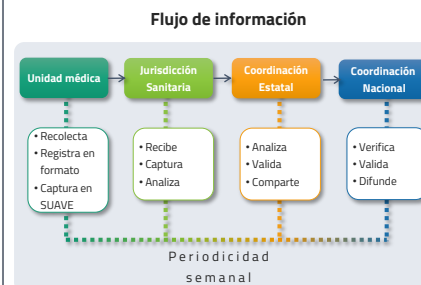 Flujo de información
Unidad médica
Jurisdicción
Sanitaria
Coordinación
Estatal
Coordinación
Nacional
• Recolecta
• Registra en
formato
• Captura en
SUAVE
• Recibe
• Captura
• Analiza
• Analiza
• Valida
• Comparte
• Verifica
• Valida
• Difunde
Periodicidad
semanal